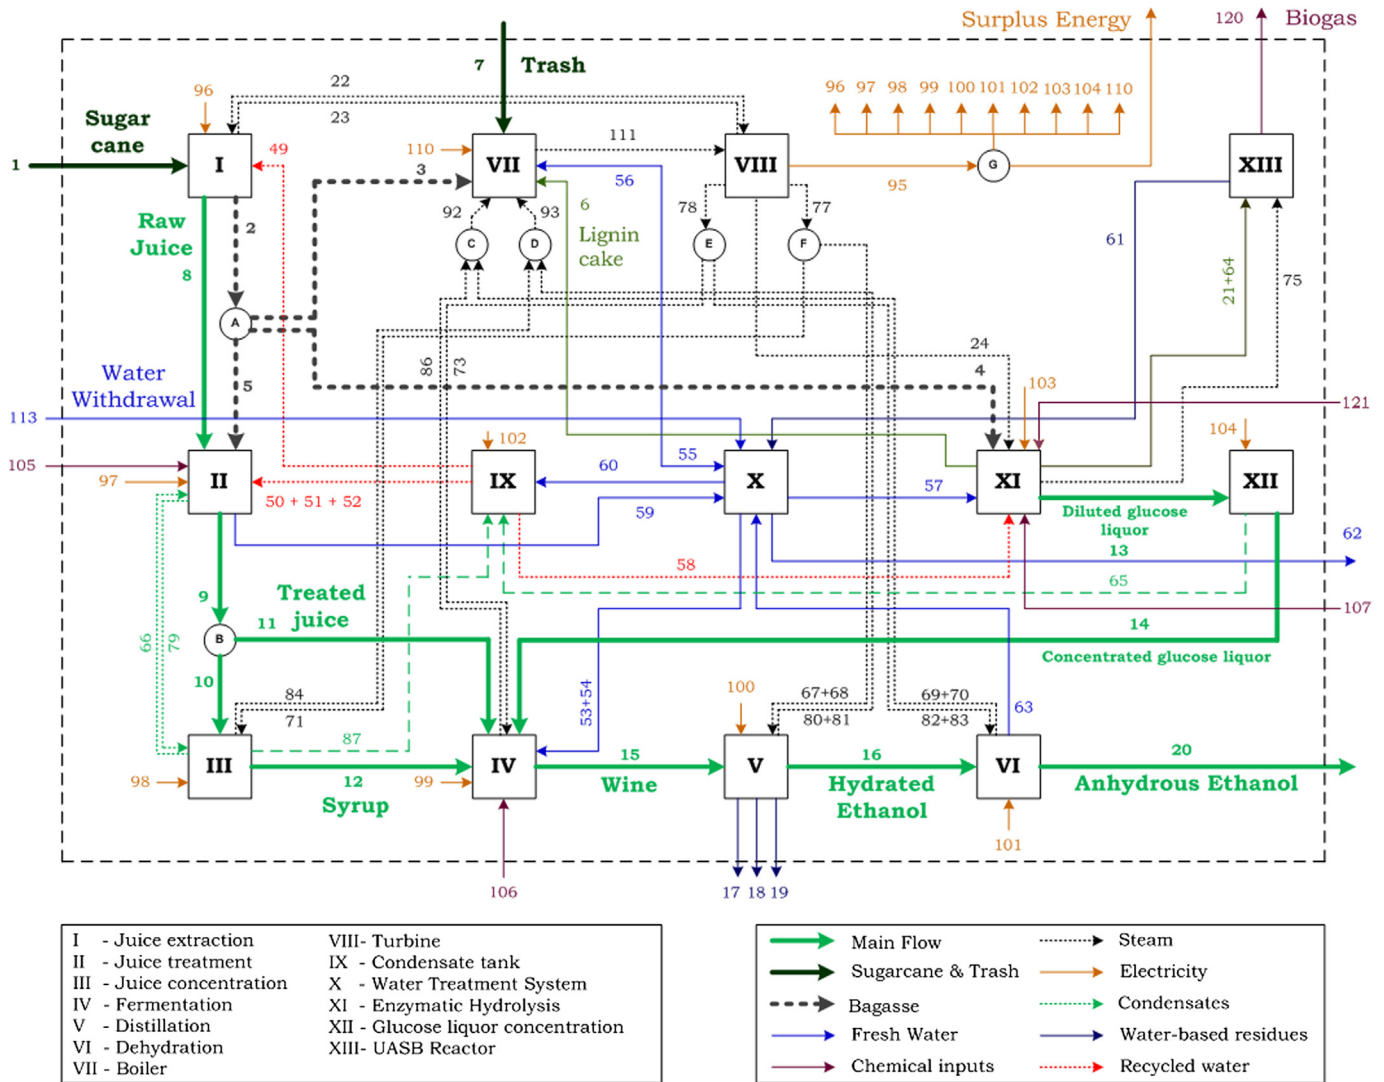 Surplus Energy
120
Biogas
7
Trash
22
23
96
96 97 98 99 100 101 102 103 104 110
Sugar
cane
1
I
49
110
VII
111
VIII
95
G
XIII
3
56
6
Lignin
cake
92
93
C
D
78
77
E
F
61
21+64
75
Raw
Juice
8
2
A
5
86
73
24
4
103
Water
Withdrawal
113
121
105
97
II
50 + 51 + 52
102
IX
60
55
X
59
57
XI
104
XII
Diluted glucose
liquor
13
62
58
65
107
9
Treated
juice
11
B
66
79
10
14
Concentrated glucose liquor
84
71
87
53+54
100
67+68
80+81
69+70
82+83
63
98
III
12
Syrup
99
IV
15
Wine
V
16
Hydrated
Ethanol
VI
20
Anhydrous Ethanol
101
106
17 18 19
I - Juice extraction
II - Juice treatment
III - Juice concentration
IV - Fermentation
V - Distillation
VI - Dehydration
VII - Boiler
VIII- Turbine
IX - Condensate tank
X - Water Treatment System
XI - Enzymatic Hydrolysis
XII - Glucose liquor concentration
XIII- UASB Reactor
Main Flow
Sugarcane & Trash
Bagasse
Fresh Water
Chemical inputs
Steam
Electricity
Condensates
Water-based residues
Recycled water